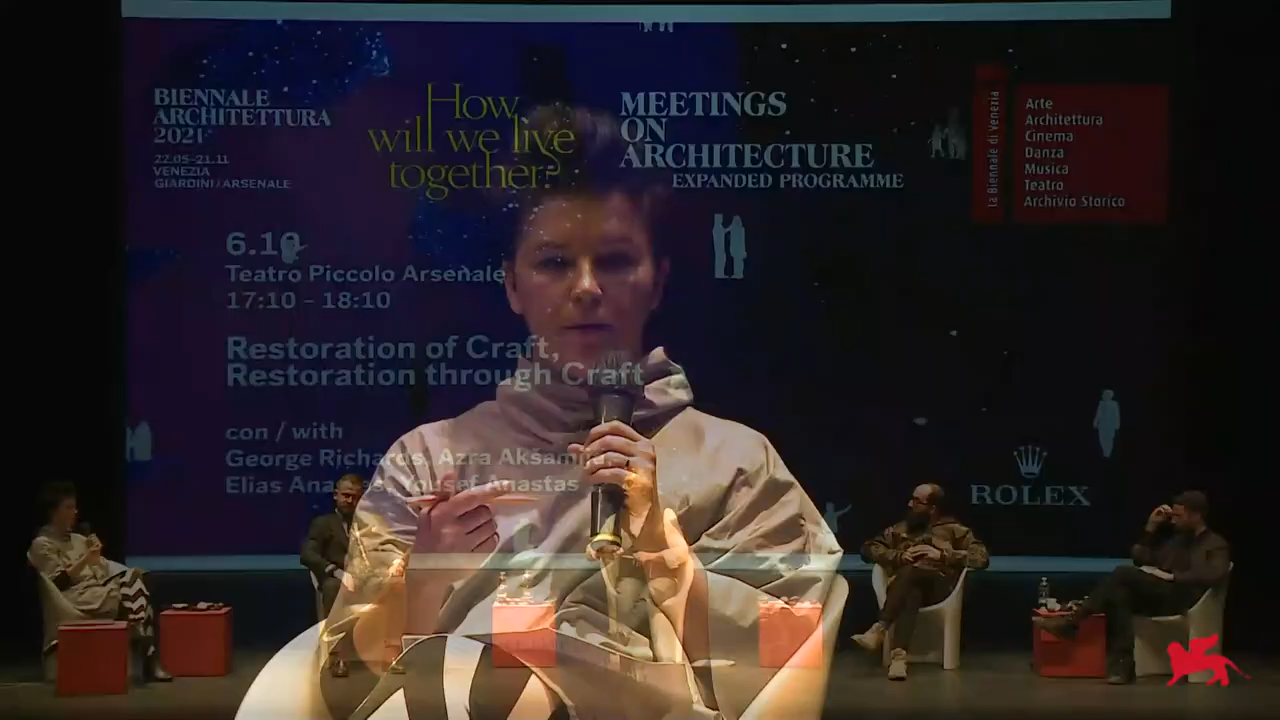 BIENNALE
ARCHITETTURA
2021
22.05–21.11
VENEZIA
GIARDINI/ARSENALE
How
will we live
together?
MEETINGS
ON
ARCHITECTURE
EXPANDED PROGRAMME
la Biennale di Venezia
Arte
Architettura
Cinema
Danza
Musica
Teatro
Archivio Storico
6.10
Teatro Piccolo Arsenale
17:10 – 18:10
Restoration of Craft,
Restoration through Craft
con / with
George Richards, Azra
Elias Yousef Anastas
ROLEX